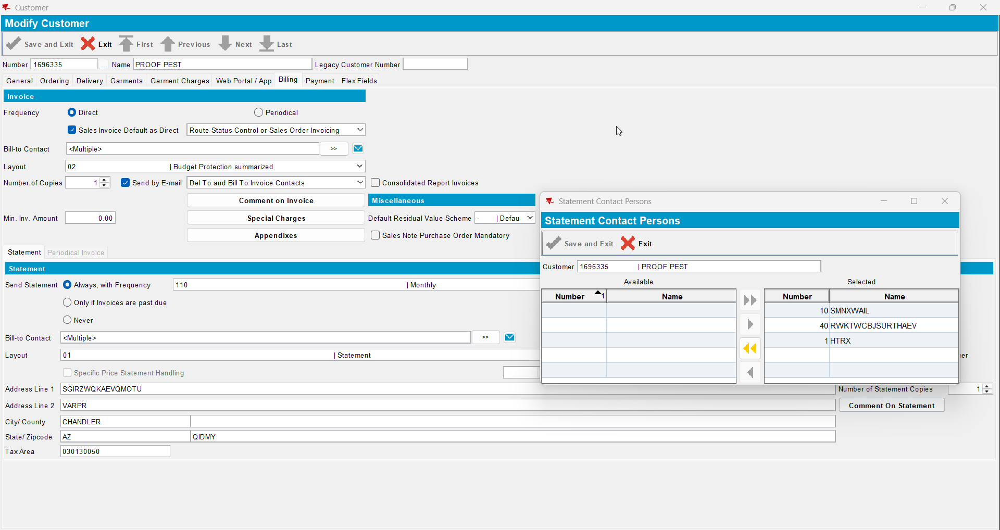 Customer
Modify Customer
Save and Exit Exit First Previous Next Last
Number 1696335 ... Name PROOF PEST Legacy Customer Number
General Ordering Delivery Garments Garment Charges Web Portal / App Billing Payment Flex Fields
Invoice
Frequency Direct Periodical
Sales Invoice Default as Direct Route Status Control or Sales Order Invoicing
Bill-to Contact <Multiple> >>
Layout 02 | Budget Protection summarized
Number of Copies 1 Send by E-mail Del To and Bill To Invoice Contacts Consolidated Report Invoices
Comment on Invoice Miscellaneous
Min. Inv. Amount 0.00 Special Charges Default Residual Value Scheme - | Defau
Appendixes Sales Note Purchase Order Mandatory
Statement Periodical Invoice
Statement
Send Statement Always, with Frequency 110 | Monthly
Only if Invoices are past due
Never
Bill-to Contact <Multiple> >>
Layout 01 | Statement
Specific Price Statement Handling
Address Line 1 SGIRZWQKAEVQMOTU Number of Statement Copies 1
Address Line 2 VARPR Comment On Statement
City/ County CHANDLER
State/ Zipcode AZ QIDMY
Tax Area 030130050
Statement Contact Persons
Statement Contact Persons
Save and Exit Exit
Customer 1696335 | PROOF PEST
Available Selected
Number 1 Name Number Name
10 SMNXWAIL
40 RWKTWCBJSURTHAEV
1 HTRX